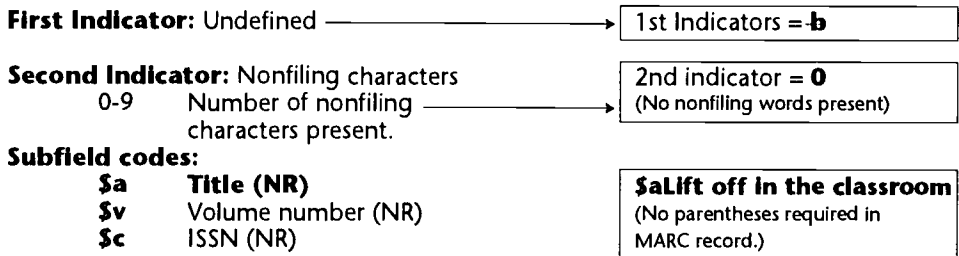 First Indicator: Undefined
1st Indicators = b
Second Indicator: Nonfiling characters
0-9 Number of nonfiling
characters present.
2nd indicator = 0
(No nonfiling words present)
Subfield codes:
$a Title (NR)
$v Volume number (NR)
$c ISSN (NR)
$aLift off in the classroom
(No parentheses required in
MARC record.)